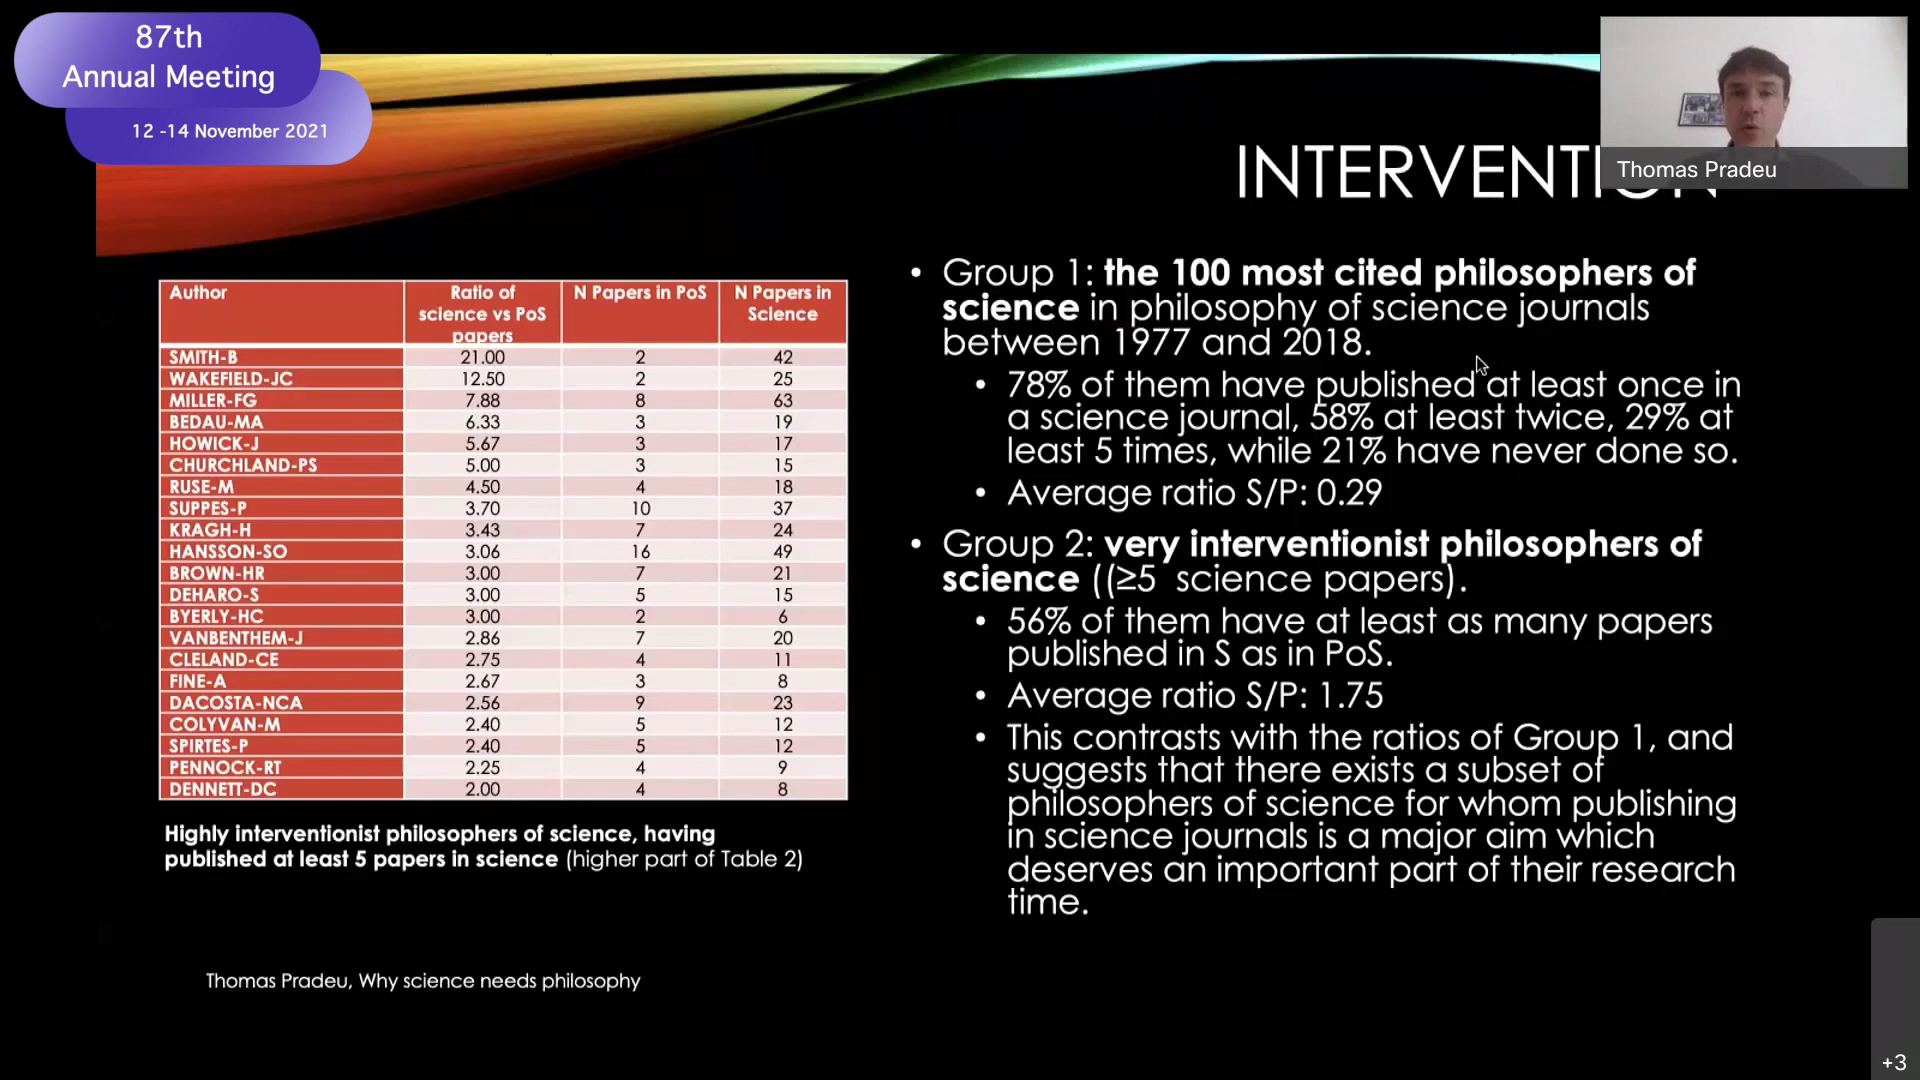 87th
Annual Meeting
12 -14 November 2021
Thomas Pradeu
INTERVENTION
Author Ratio of science vs PoS papers N Papers in PoS N Papers in Science
SMITH-B 21.00 2 42
WAKEFIELD-JC 12.50 2 25
MILLER-FG 7.88 8 63
BEDAU-MA 6.33 3 19
HOWICK-J 5.67 3 17
CHURCHLAND-PS 5.00 3 15
RUSE-M 4.50 4 18
SUPPES-P 3.70 10 37
KRAGH-H 3.43 7 24
HANSSON-SO 3.06 16 49
BROWN-HR 3.00 7 21
DEHARO-S 3.00 5 15
BYERLY-HC 3.00 2 6
VANBENTHEM-J 2.86 7 20
CLELAND-CE 2.75 4 11
FINE-A 2.67 3 8
DACOSTA-NCA 2.56 9 23
COLYVAN-M 2.40 5 12
SPIRTES-P 2.40 5 12
PENNOCK-RT 2.25 4 9
DENNETT-DC 2.00 4 8
Highly interventionist philosophers of science, having
published at least 5 papers in science (higher part of Table 2)
• Group 1: the 100 most cited philosophers of
science in philosophy of science journals
between 1977 and 2018.
• 78% of them have published at least once in
a science journal, 58% at least twice, 29% at
least 5 times, while 21% have never done so.
• Average ratio S/P: 0.29
• Group 2: very interventionist philosophers of
science ((≥5 science papers).
• 56% of them have at least as many papers
published in S as in PoS.
• Average ratio S/P: 1.75
• This contrasts with the ratios of Group 1, and
suggests that there exists a subset of
philosophers of science for whom publishing
in science journals is a major aim which
deserves an important part of their research
time.
Thomas Pradeu, Why science needs philosophy
+3